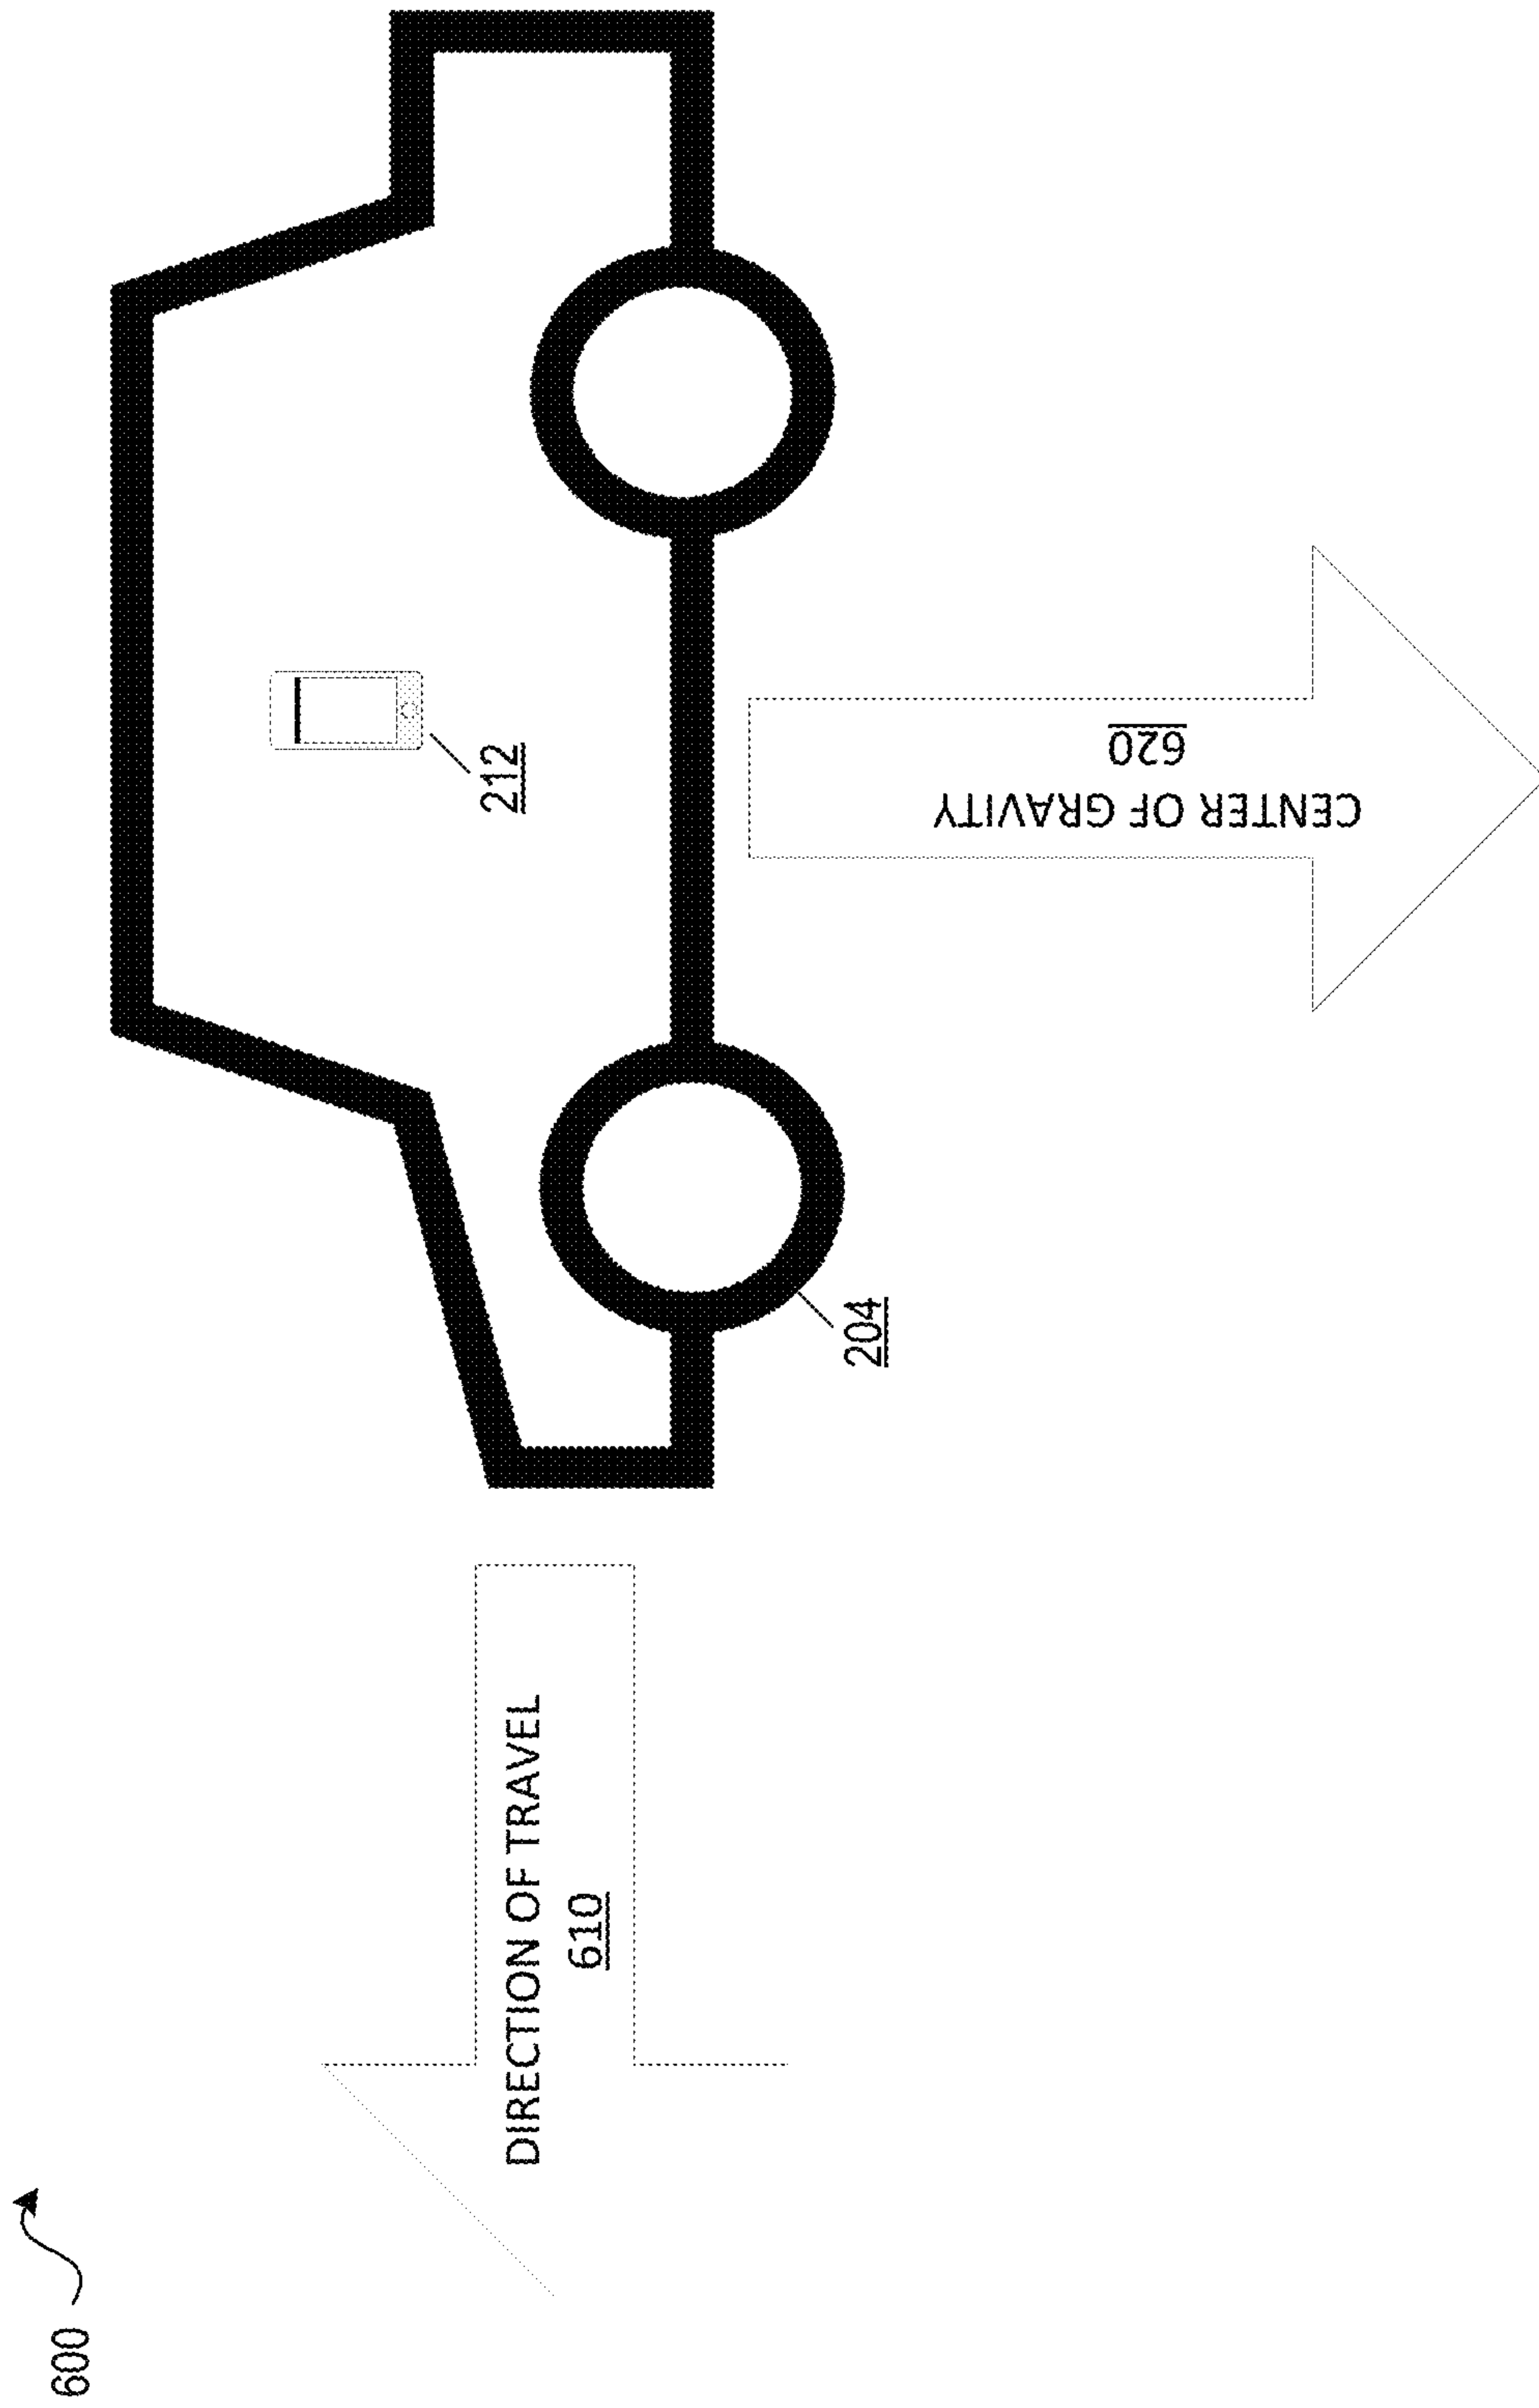 600
DIRECTION OF TRAVEL
610
204
212
CENTER OF GRAVITY
620